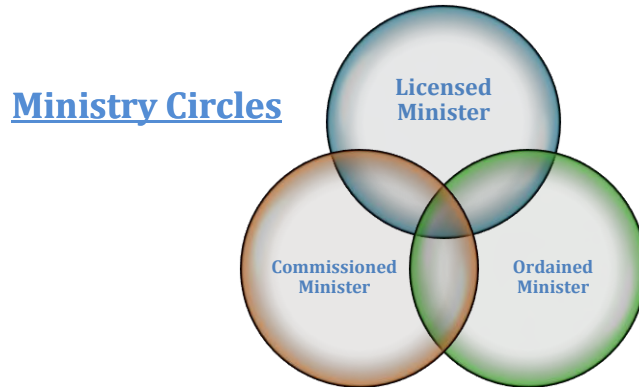 Ministry Circles
Licensed
Minister
Commissioned
Minister
Ordained
Minister